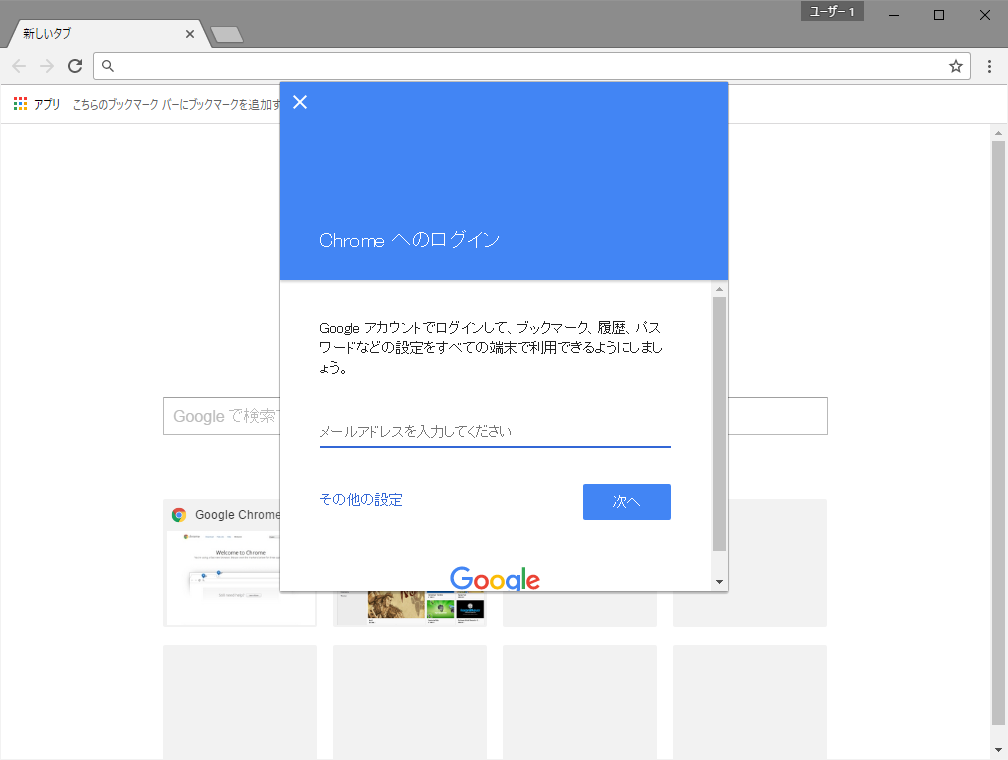 ユーザー 1
新しいタブ
アプリ こちらのブックマーク バーにブックマークを追加す
Chrome へのログイン
Google アカウントでログインして、ブックマーク、履歴、パス
ワードなどの設定をすべての端末で利用できるようにしまし
ょう。
Google で検索
メールアドレスを入力してください
その他の設定
次へ
Google Chrome
Welcome to Chrome
Google